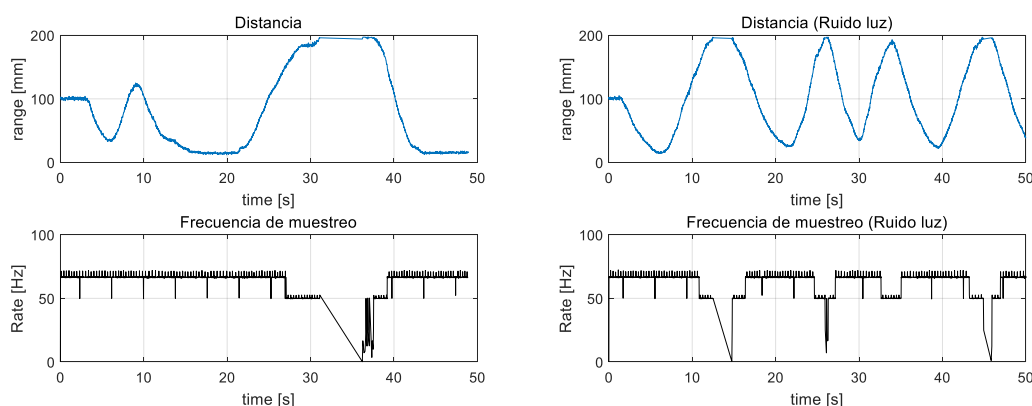 Distancia
200
100
0
range [mm]
0 10 20 30 40 50
time [s]
Distancia (Ruido luz)
200
100
0
range [mm]
0 10 20 30 40 50
time [s]
Frecuencia de muestreo
100
50
0
Rate [Hz]
0 10 20 30 40 50
time [s]
Frecuencia de muestreo (Ruido luz)
100
50
0
Rate [Hz]
0 10 20 30 40 50
time [s]